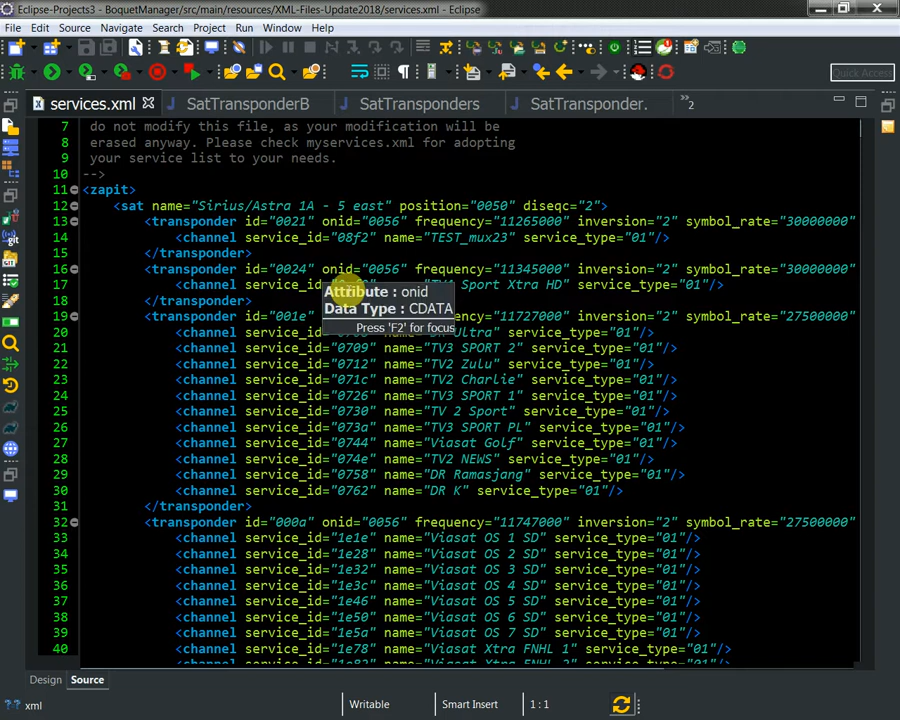 Eclipse-Projects3 - BoquetManager/src/main/resources/XML-Files-Update2018/services.xml - Eclipse
File Edit Source Navigate Search Project Run Window Help
Quick Access
services.xml SatTransponderB SatTransponders SatTransponder. »2
7 do not modify this file, as your modification will be
8 erased anyway. Please check myservices.xml for adopting
9 your service list to your needs.
10 -->
11 <zapit>
12 <sat name="Sirius/Astra 1A - 5 east" position="0050" diseqc="2">
13 <transponder id="0021" onid="0056" frequency="11265000" inversion="2" symbol_rate="30000000"
14 <channel service_id="08f2" name="TEST_mux23" service_type="01"/>
15 </transponder>
16 <transponder id="0024" onid="0056" frequency="11345000" inversion="2" symbol_rate="30000000"
17 <channel service_id= Sport Xtra HD" service_type="01"/>
Attribute : onid
18 </transponder>
Data Type : CDATA
19 <transponder id="001e" ="11727000" inversion="2" symbol_rate="27500000"
Press 'F2' for focus
20 <channel service_id= Ultra" service_type="01"/>
21 <channel service_id="0709" name="TV3 SPORT 2" service_type="01"/>
22 <channel service_id="0712" name="TV2 Zulu" service_type="01"/>
23 <channel service_id="071c" name="TV2 Charlie" service_type="01"/>
24 <channel service_id="0726" name="TV3 SPORT 1" service_type="01"/>
25 <channel service_id="0730" name="TV 2 Sport" service_type="01"/>
26 <channel service_id="073a" name="TV3 SPORT PL" service_type="01"/>
27 <channel service_id="0744" name="Viasat Golf" service_type="01"/>
28 <channel service_id="074e" name="TV2 NEWS" service_type="01"/>
29 <channel service_id="0758" name="DR Ramasjang" service_type="01"/>
30 <channel service_id="0762" name="DR K" service_type="01"/>
31 </transponder>
32 <transponder id="000a" onid="0056" frequency="11747000" inversion="2" symbol_rate="27500000"
33 <channel service_id="1e1e" name="Viasat OS 1 SD" service_type="01"/>
34 <channel service_id="1e28" name="Viasat OS 2 SD" service_type="01"/>
35 <channel service_id="1e32" name="Viasat OS 3 SD" service_type="01"/>
36 <channel service_id="1e3c" name="Viasat OS 4 SD" service_type="01"/>
37 <channel service_id="1e46" name="Viasat OS 5 SD" service_type="01"/>
38 <channel service_id="1e50" name="Viasat OS 6 SD" service_type="01"/>
39 <channel service_id="1e5a" name="Viasat OS 7 SD" service_type="01"/>
40 <channel service_id="1e78" name="Viasat Xtra FNHL 1" service_type="01"/>
<channel service_id="1e82" name="Viasat Xtra FNHL 2" service_type="01"/>
Design Source
xml Writable Smart Insert 1 : 1